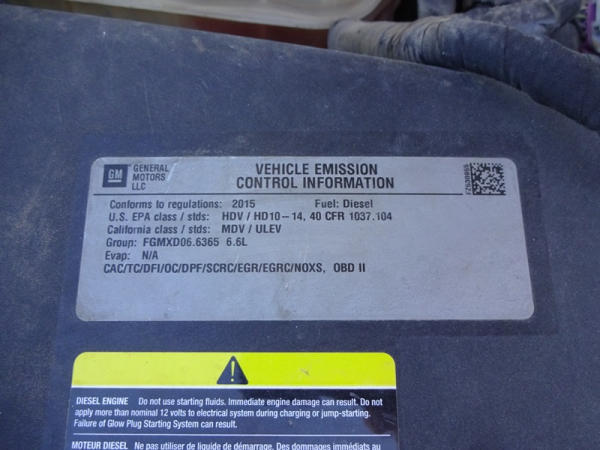 GM GENERAL MOTORS LLC
VEHICLE EMISSION
CONTROL INFORMATION
Conforms to regulations: 2015 Fuel: Diesel
U.S. EPA class / stds: HDV / HD10-14, 40 CFR 1037.104
California class / stds: MDV / ULEV
Group: FGMXD06.6365 6.6L
Evap: N/A
CAC/TC/DFI/OC/DPF/SCRC/EGR/EGRC/NOXS, OBD II
DIESEL ENGINE Do not use starting fluids. Immediate engine damage can result. Do not
apply more than nominal 12 volts to electrical system during charging or jump-starting.
Failure of Glow Plug Starting System can result.
MOTEUR DIESEL Ne pas utiliser de liquide de démarrage. Des dommages immédiats au